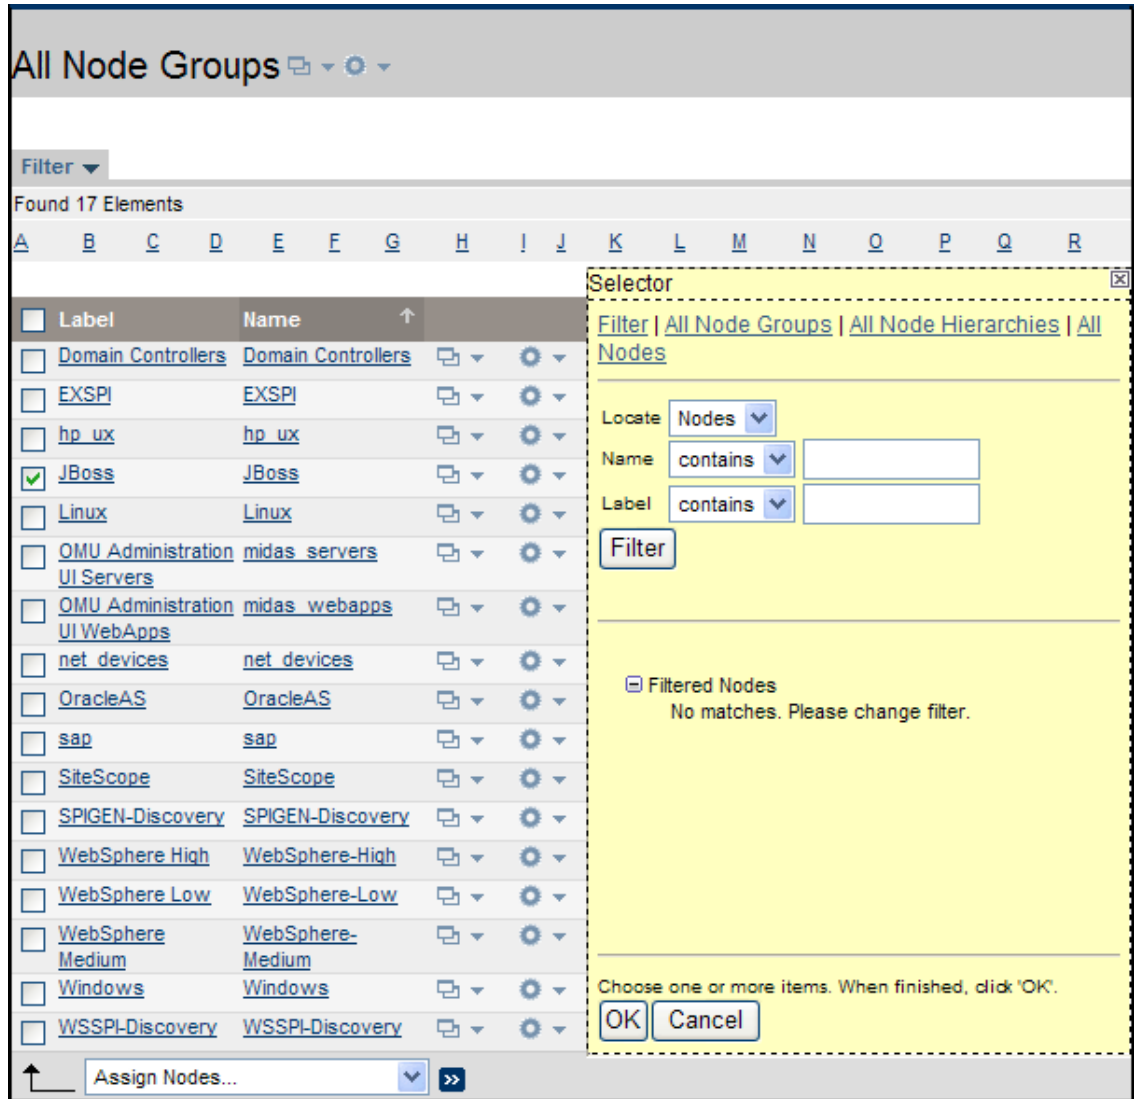 All Node Groups
Filter
Found 17 Elements
A B C D E F G H I J K L M N O P Q R
Selector
Filter | All Node Groups | All Node Hierarchies | All
Nodes
Locate Nodes
Name contains
Label contains
Filter
Filtered Nodes
No matches. Please change filter.
Choose one or more items. When finished, click 'OK'.
OK Cancel
Label Name
Domain Controllers Domain Controllers
EXSPI EXSPI
hp_ux hp_ux
JBoss JBoss
Linux Linux
OMU Administration midas_servers
UI Servers
OMU Administration midas_webapps
UI WebApps
net_devices net_devices
OracleAS OracleAS
sap sap
SiteScope SiteScope
SPIGEN-Discovery SPIGEN-Discovery
WebSphere High WebSphere-High
WebSphere Low WebSphere-Low
WebSphere WebSphere-
Medium Medium
Windows Windows
WSSPI-Discovery WSSPI-Discovery
Assign Nodes...